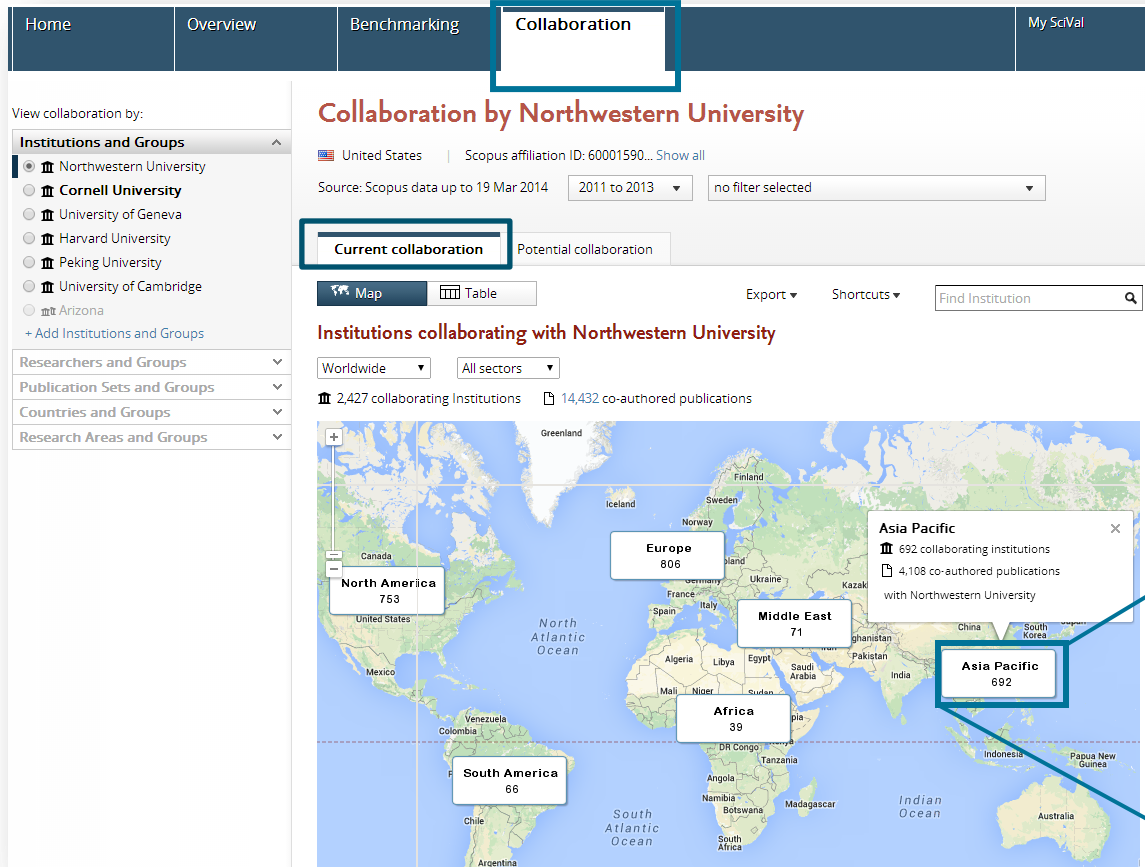 Home
Overview
Benchmarking
Collaboration
My SciVal
View collaboration by:
Institutions and Groups
Northwestern University
Cornell University
University of Geneva
Harvard University
Peking University
University of Cambridge
Arizona
+ Add Institutions and Groups
Researchers and Groups
Publication Sets and Groups
Countries and Groups
Research Areas and Groups
Collaboration by Northwestern University
United States | Scopus affiliation ID: 60001590... Show all
Source: Scopus data up to 19 Mar 2014
2011 to 2013
no filter selected
Current collaboration
Potential collaboration
Map
Table
Export
Shortcuts
Find Institution
Institutions collaborating with Northwestern University
Worldwide
All sectors
2,427 collaborating Institutions
14,432 co-authored publications
Greenland
Finland
Iceland
Sweden
Norway
Asia Pacific
692 collaborating institutions
4,108 co-authored publications
with Northwestern University
Europe
806
Canada
North America
753
United States
Germany
Ukraine
France
Italy
Spain
Middle East
71
China
South
Korea
North
Atlantic
Ocean
Pakistan
Algeria
Libya
Egypt
Saudi
Arabia
India
Asia Pacific
692
Mexico
Mali
Niger
Sudan
Africa
39
Venezuela
Colombia
DR Congo
Kenya
Tanzania
Indonesia
Papua New
Guinea
South America
66
Angola
Namibia
Botswana
Madagascar
Indian
Ocean
South
Atlantic
Ocean
Chile
South
Africa
Australia
Argentina